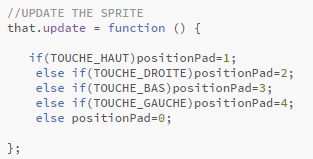 //UPDATE THE SPRITE
that.update = function () {
if(TOUCHE_HAUT)positionPad=1;
else if(TOUCHE_DROITE)positionPad=2;
else if(TOUCHE_BAS)positionPad=3;
else if(TOUCHE_GAUCHE)positionPad=4;
else positionPad=0;
};